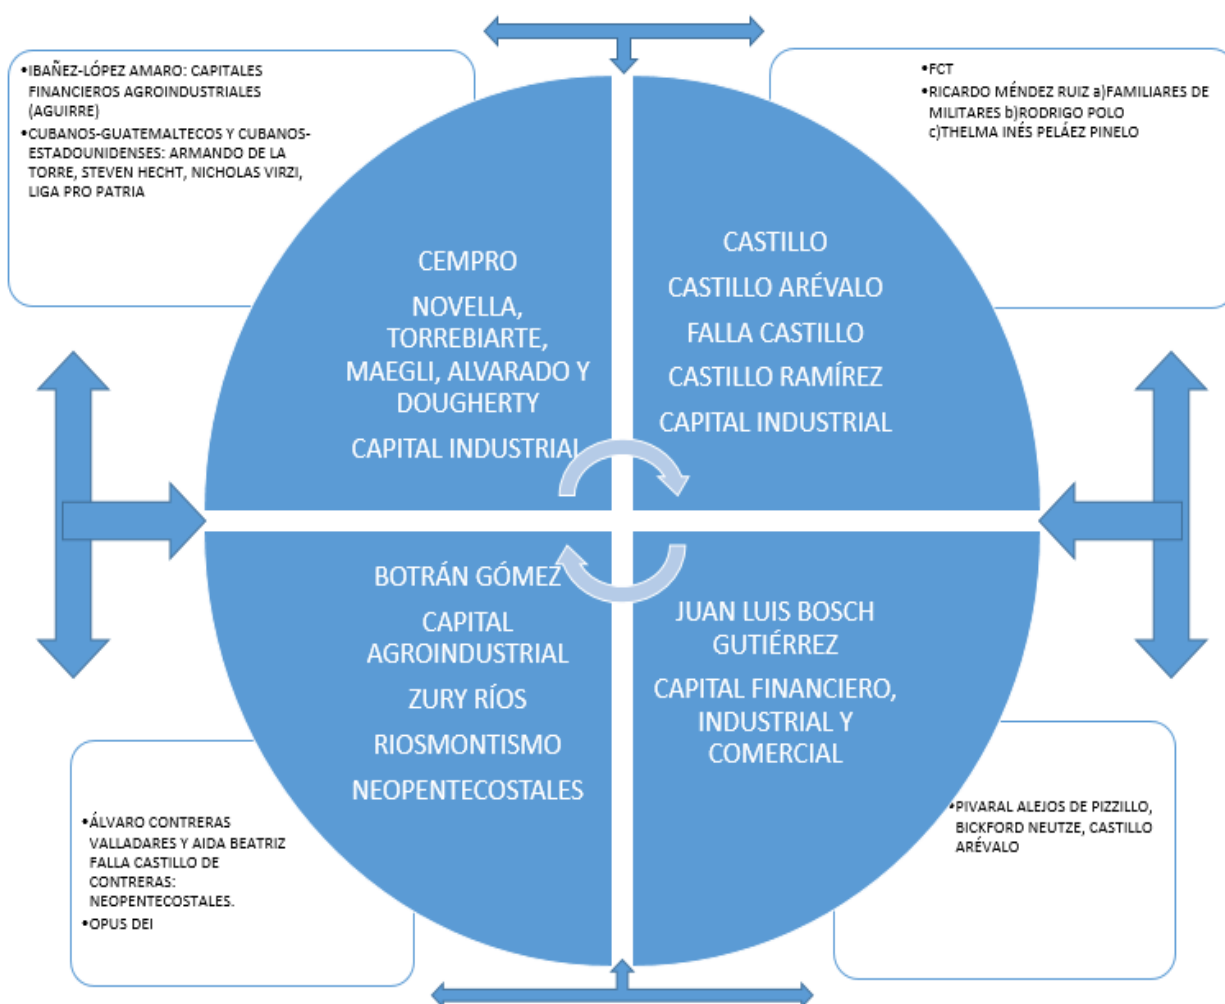 •IBAÑEZ-LÓPEZ AMARO: CAPITALES
FINANCIEROS AGROINDUSTRIALES
(AGUIRRE)
•CUBANOS-GUATEMALTECOS Y CUBANOS-
ESTADOUNIDENSES: ARMANDO DE LA
TORRE, STEVEN HECHT, NICHOLAS VIRZI,
LIGA PRO PATRIA
•FCT
•RICARDO MÉNDEZ RUIZ a)FAMILIARES DE
MILITARES b)RODRIGO POLO
c)THELMA INÉS PELÁEZ PINELO
CEMPRO
NOVELLA,
TORREBIARTE,
MAEGLI, ALVARADO Y
DOUGHERTY
CAPITAL INDUSTRIAL
CASTILLO
CASTILLO ARÉVALO
FALLA CASTILLO
CASTILLO RAMÍREZ
CAPITAL INDUSTRIAL
BOTRÁN GÓMEZ
CAPITAL
AGROINDUSTRIAL
ZURY RÍOS
RIOSMONTISMO
NEOPENTECOSTALES
JUAN LUIS BOSCH
GUTIÉRREZ
CAPITAL FINANCIERO,
INDUSTRIAL Y
COMERCIAL
•ÁLVARO CONTRERAS
VALLADARES Y AIDA BEATRIZ
FALLA CASTILLO DE
CONTRERAS:
NEOPENTECOSTALES.
•OPUS DEI
•PIVARAL ALEJOS DE PIZZILLO,
BICKFORD NEUTZE, CASTILLO
ARÉVALO